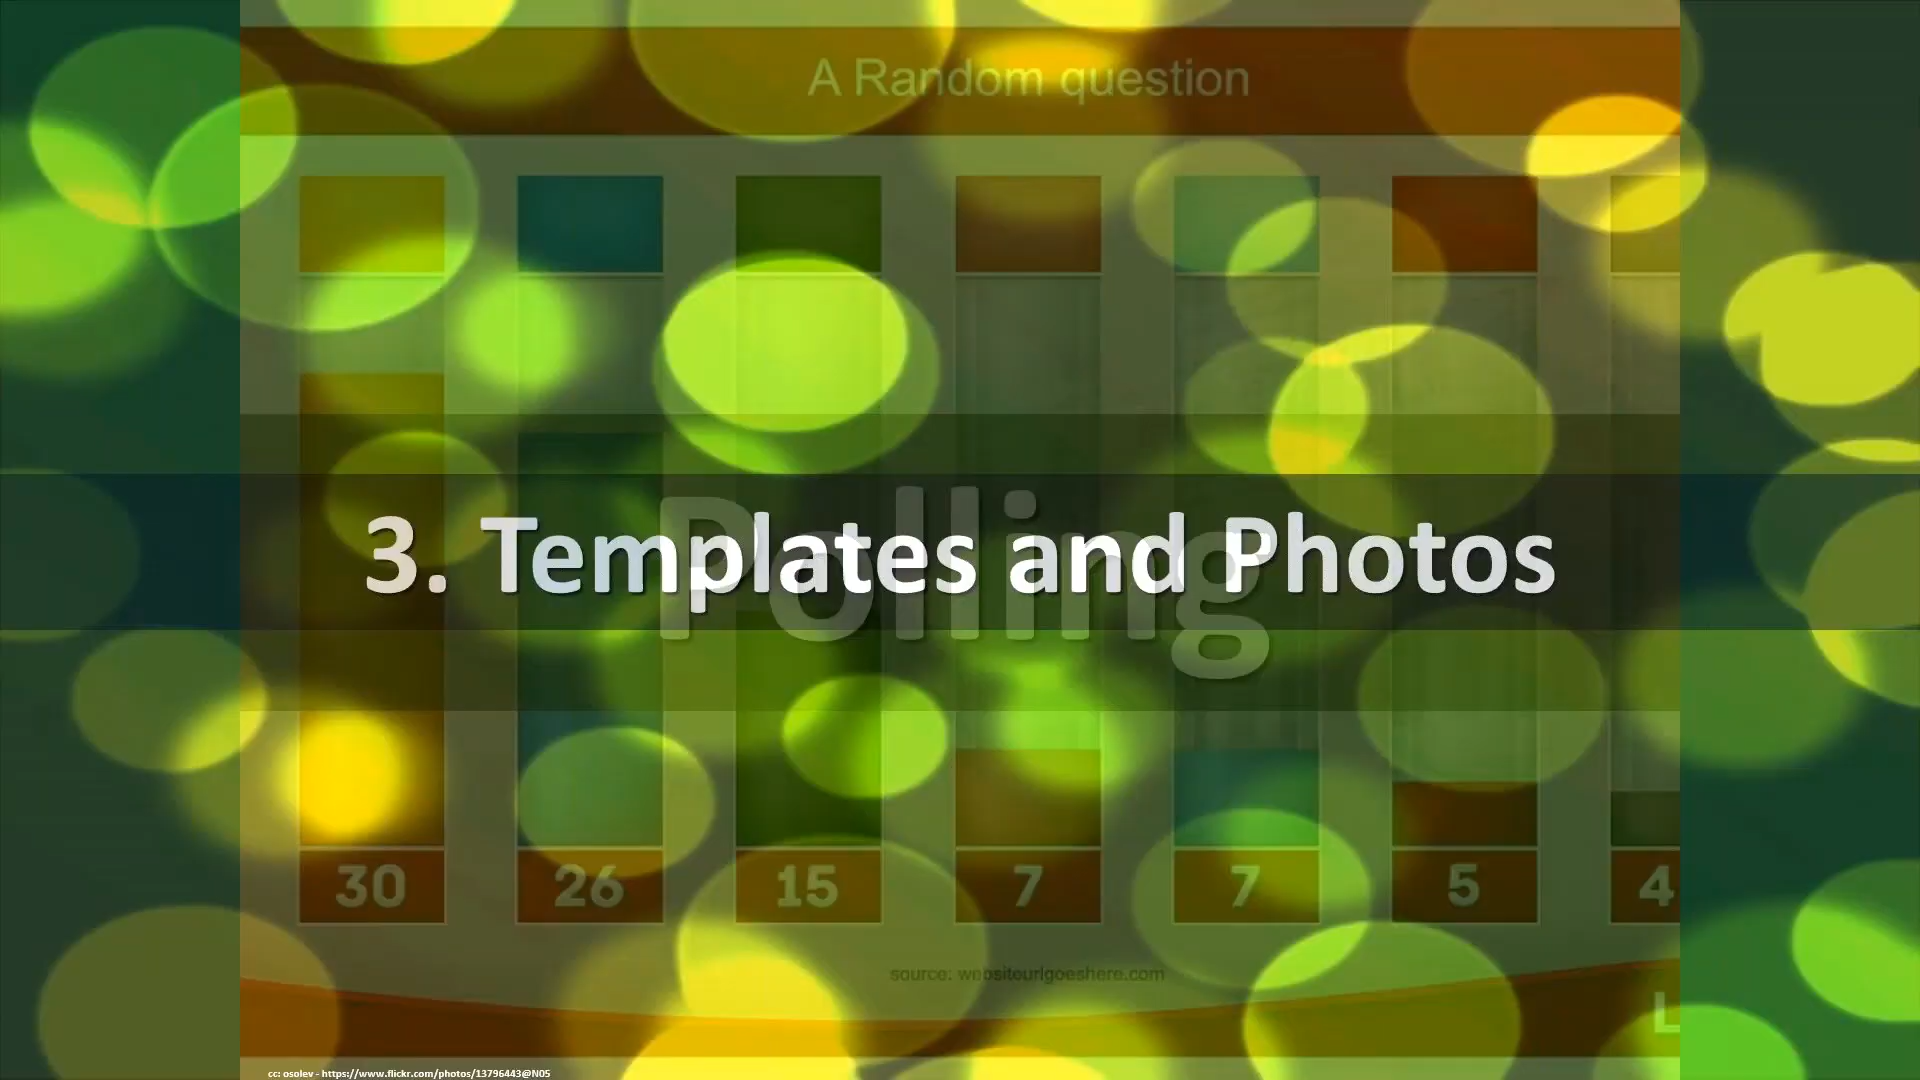 A Random question
Polling
3. Templates and Photos
30 26 15 7 7 5 4
source: websiteurlgoeshere.com
L
cc: osolev - https://www.flickr.com/photos/13796443@N05